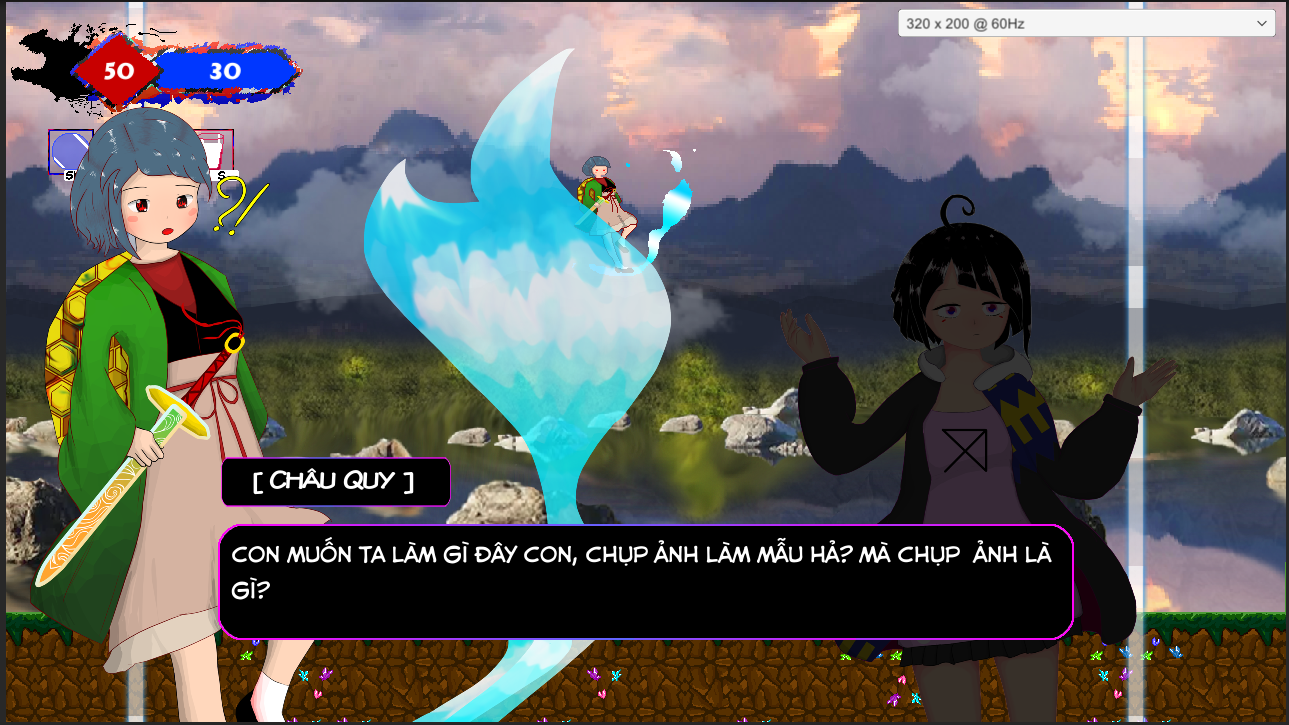 320 x 200 @ 60Hz
50 30
[ CHÂU QUY ]
CON MUỐN TA LÀM GÌ ĐÂY CON, CHỤP ẢNH LÀM MẪU HẢ? MÀ CHỤP ẢNH LÀ
GÌ?